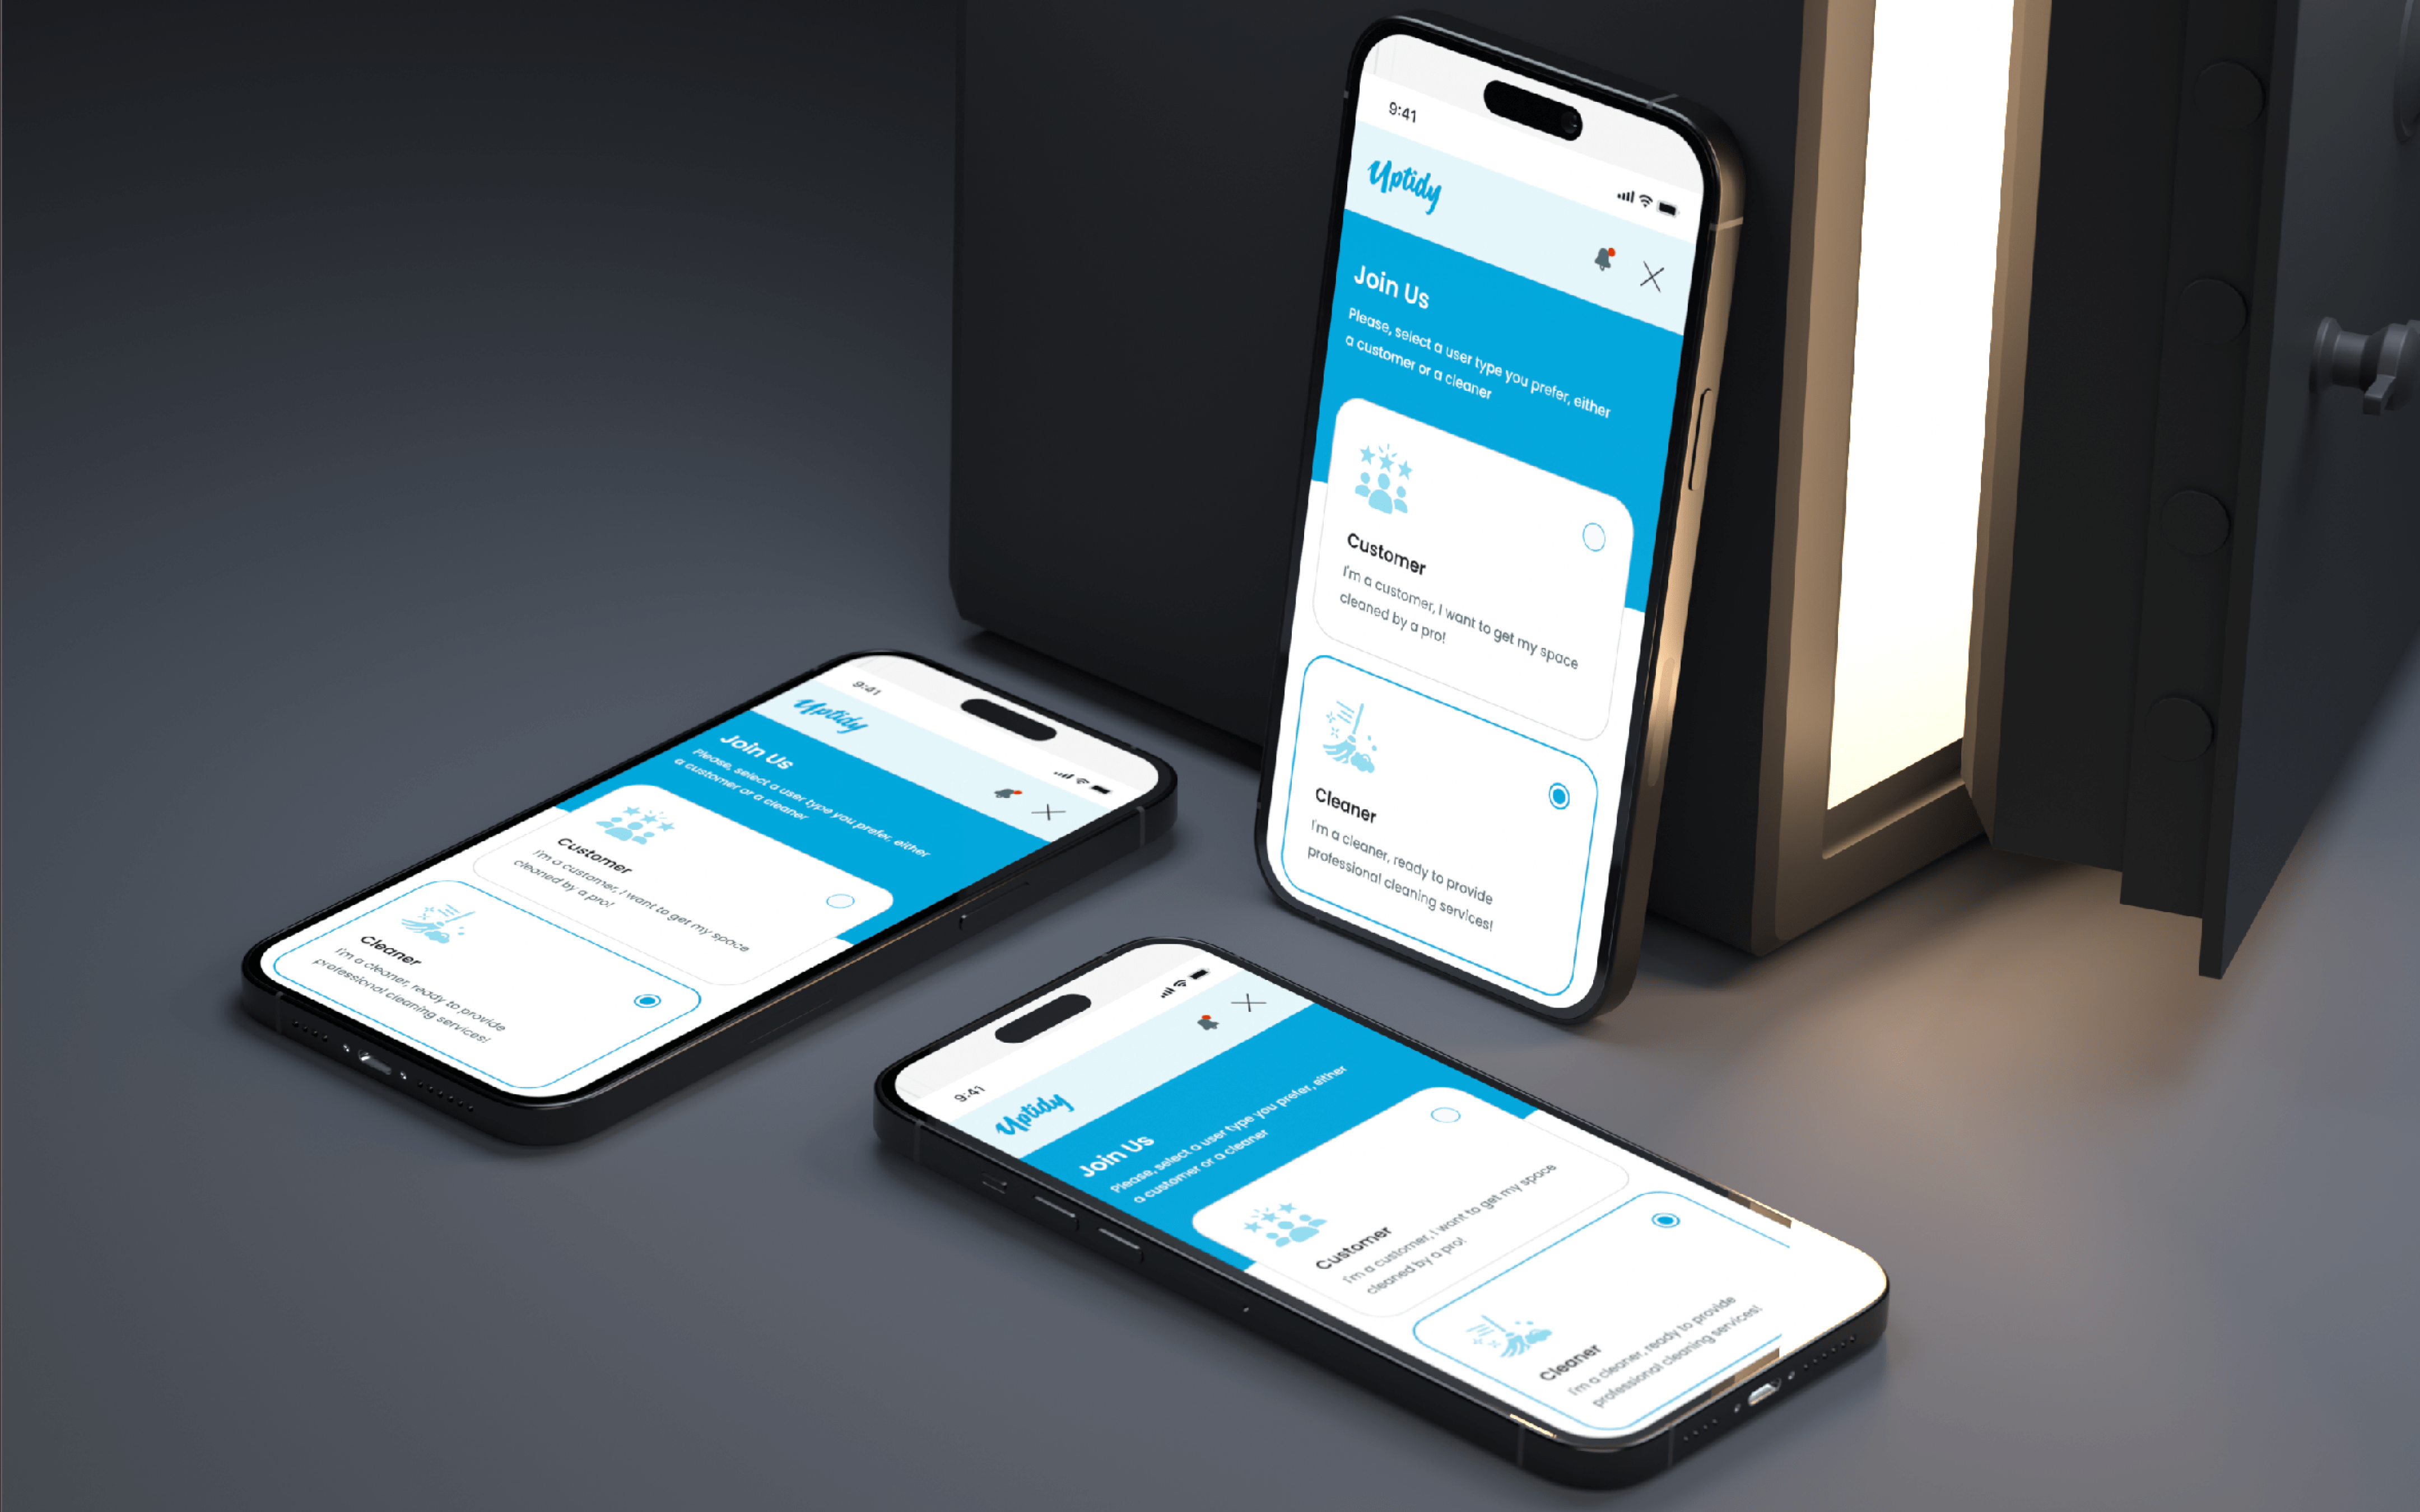 9:41
Uptidy
Join Us
Please, select a user type you prefer, either
a customer or a cleaner
Customer
I'm a customer, I want to get my space
cleaned by a pro!
Cleaner
I'm a cleaner, ready to provide
professional cleaning services!
9:41
Uptidy
Join Us
Please, select a user type you prefer, either
a customer or a cleaner
Customer
I'm a customer, I want to get my space
cleaned by a pro!
Cleaner
I'm a cleaner, ready to provide
professional cleaning services!
9:41
Uptidy
Join Us
Please, select a user type you prefer, either
a customer or a cleaner
Customer
I'm a customer, I want to get my space
cleaned by a pro!
Cleaner
I'm a cleaner, ready to provide
professional cleaning services!